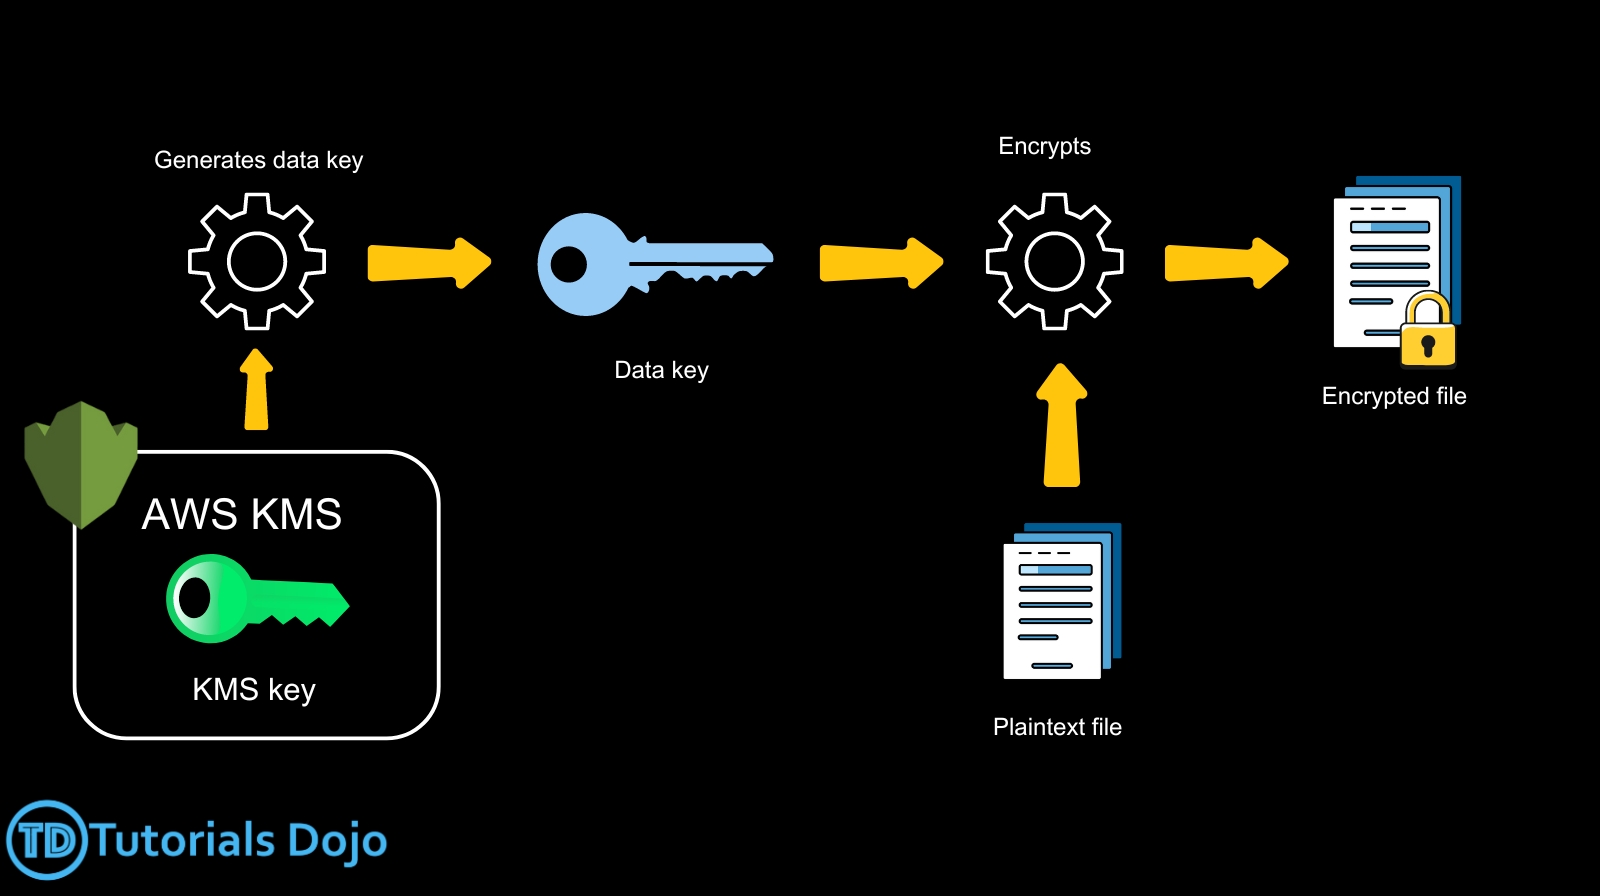 Generates data key
Encrypts
Data key
Encrypted file
AWS KMS
KMS key
Plaintext file
TD Tutorials Dojo